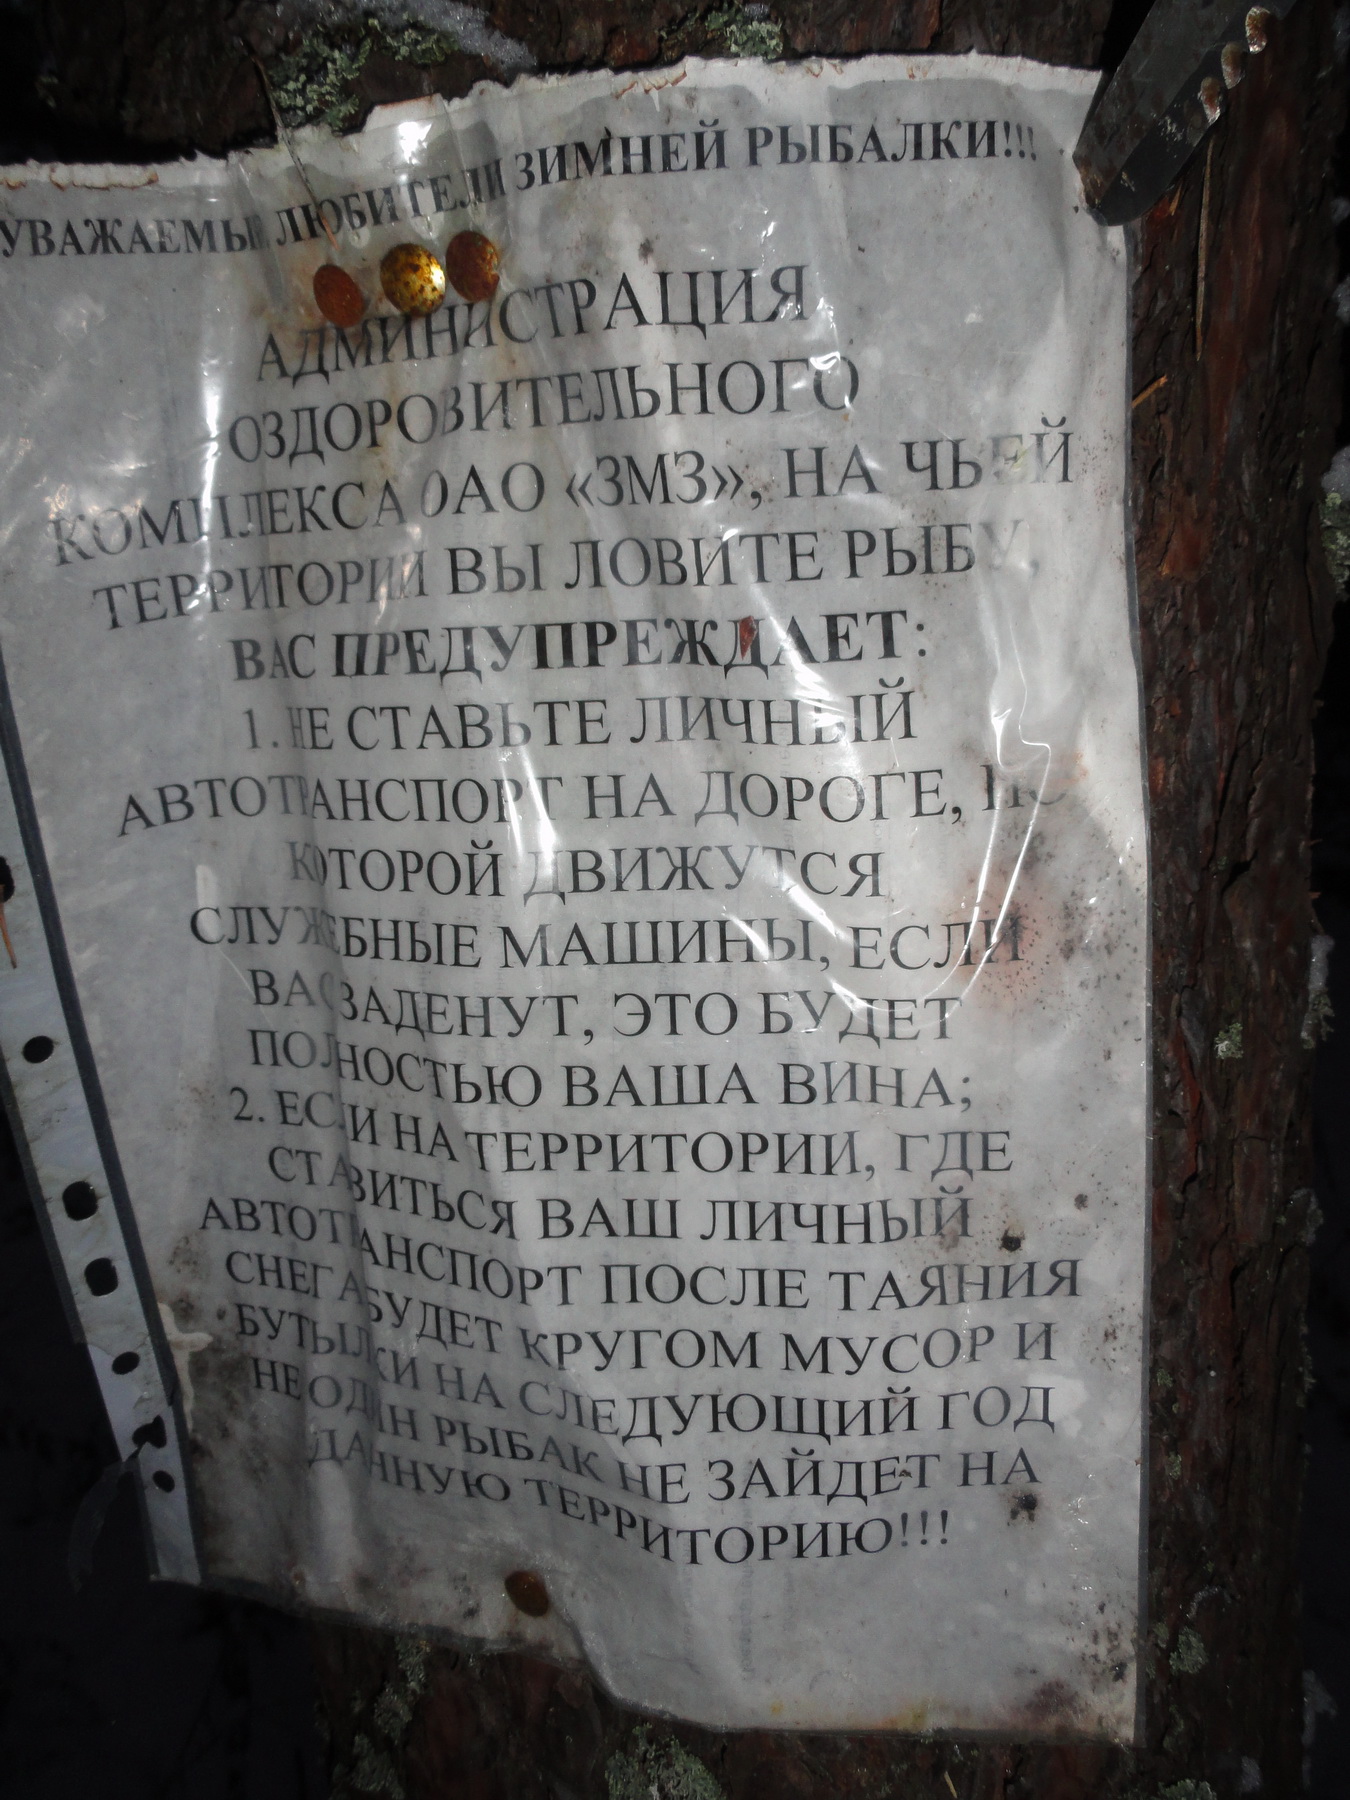 УВАЖАЕМЫЕ ЛЮБИТЕЛИ ЗИМНЕЙ РЫБАЛКИ!!!
АДМИНИСТРАЦИЯ
ОЗДОРОВИТЕЛЬНОГО
КОМПЛЕКСА ОАО «ЗМЗ», НА ЧЬЕЙ
ТЕРРИТОРИИ ВЫ ЛОВИТЕ РЫБУ,
ВАС ПРЕДУПРЕЖДАЕТ:
1. НЕ СТАВЬТЕ ЛИЧНЫЙ
АВТОТРАНСПОРТ НА ДОРОГЕ, ПО
КОТОРОЙ ДВИЖУТСЯ
СЛУЖЕБНЫЕ МАШИНЫ, ЕСЛИ
ВАС ЗАДЕНУТ, ЭТО БУДЕТ
ПОЛНОСТЬЮ ВАША ВИНА;
2. ЕСЛИ НА ТЕРРИТОРИИ, ГДЕ
СТАВИТЬСЯ ВАШ ЛИЧНЫЙ
АВТОТРАНСПОРТ ПОСЛЕ ТАЯНИЯ
СНЕГА БУДЕТ КРУГОМ МУСОР И
БУТЫЛКИ НА СЛЕДУЮЩИЙ ГОД
НЕ ОДИН РЫБАК НЕ ЗАЙДЕТ НА
ДАННУЮ ТЕРРИТОРИЮ!!!